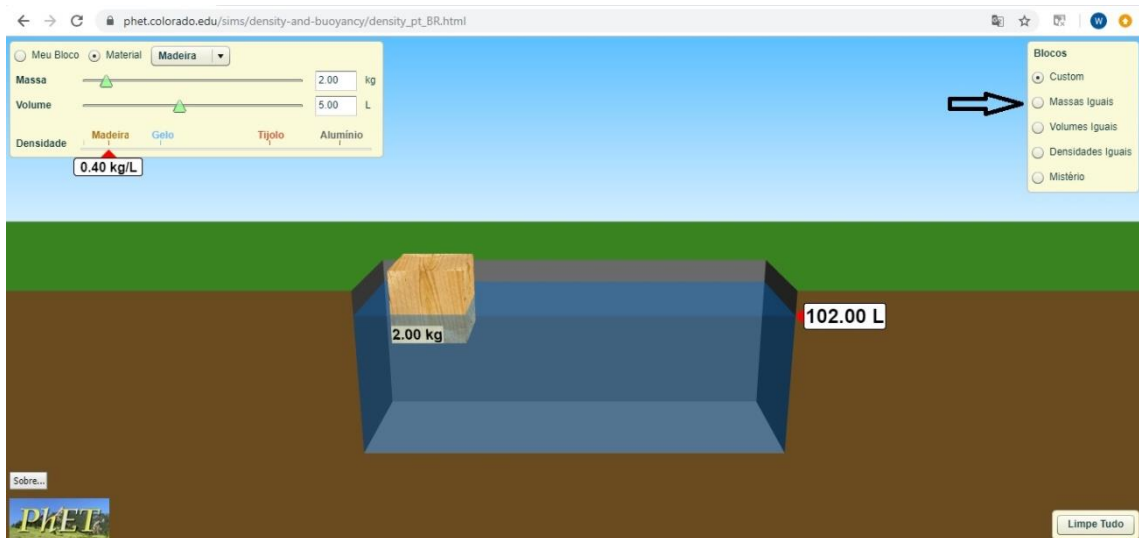 phet.colorado.edu/sims/density-and-buoyancy/density_pt_BR.html
W
Meu Bloco Material Madeira
Massa 2.00 kg
Volume 5.00 L
Densidade Madeira Gelo Tijolo Alumínio
0.40 kg/L
Blocos
Custom
Massas Iguais
Volumes Iguais
Densidades Iguais
Mistério
2.00 kg
102.00 L
Sobre...
PhET
Limpe Tudo